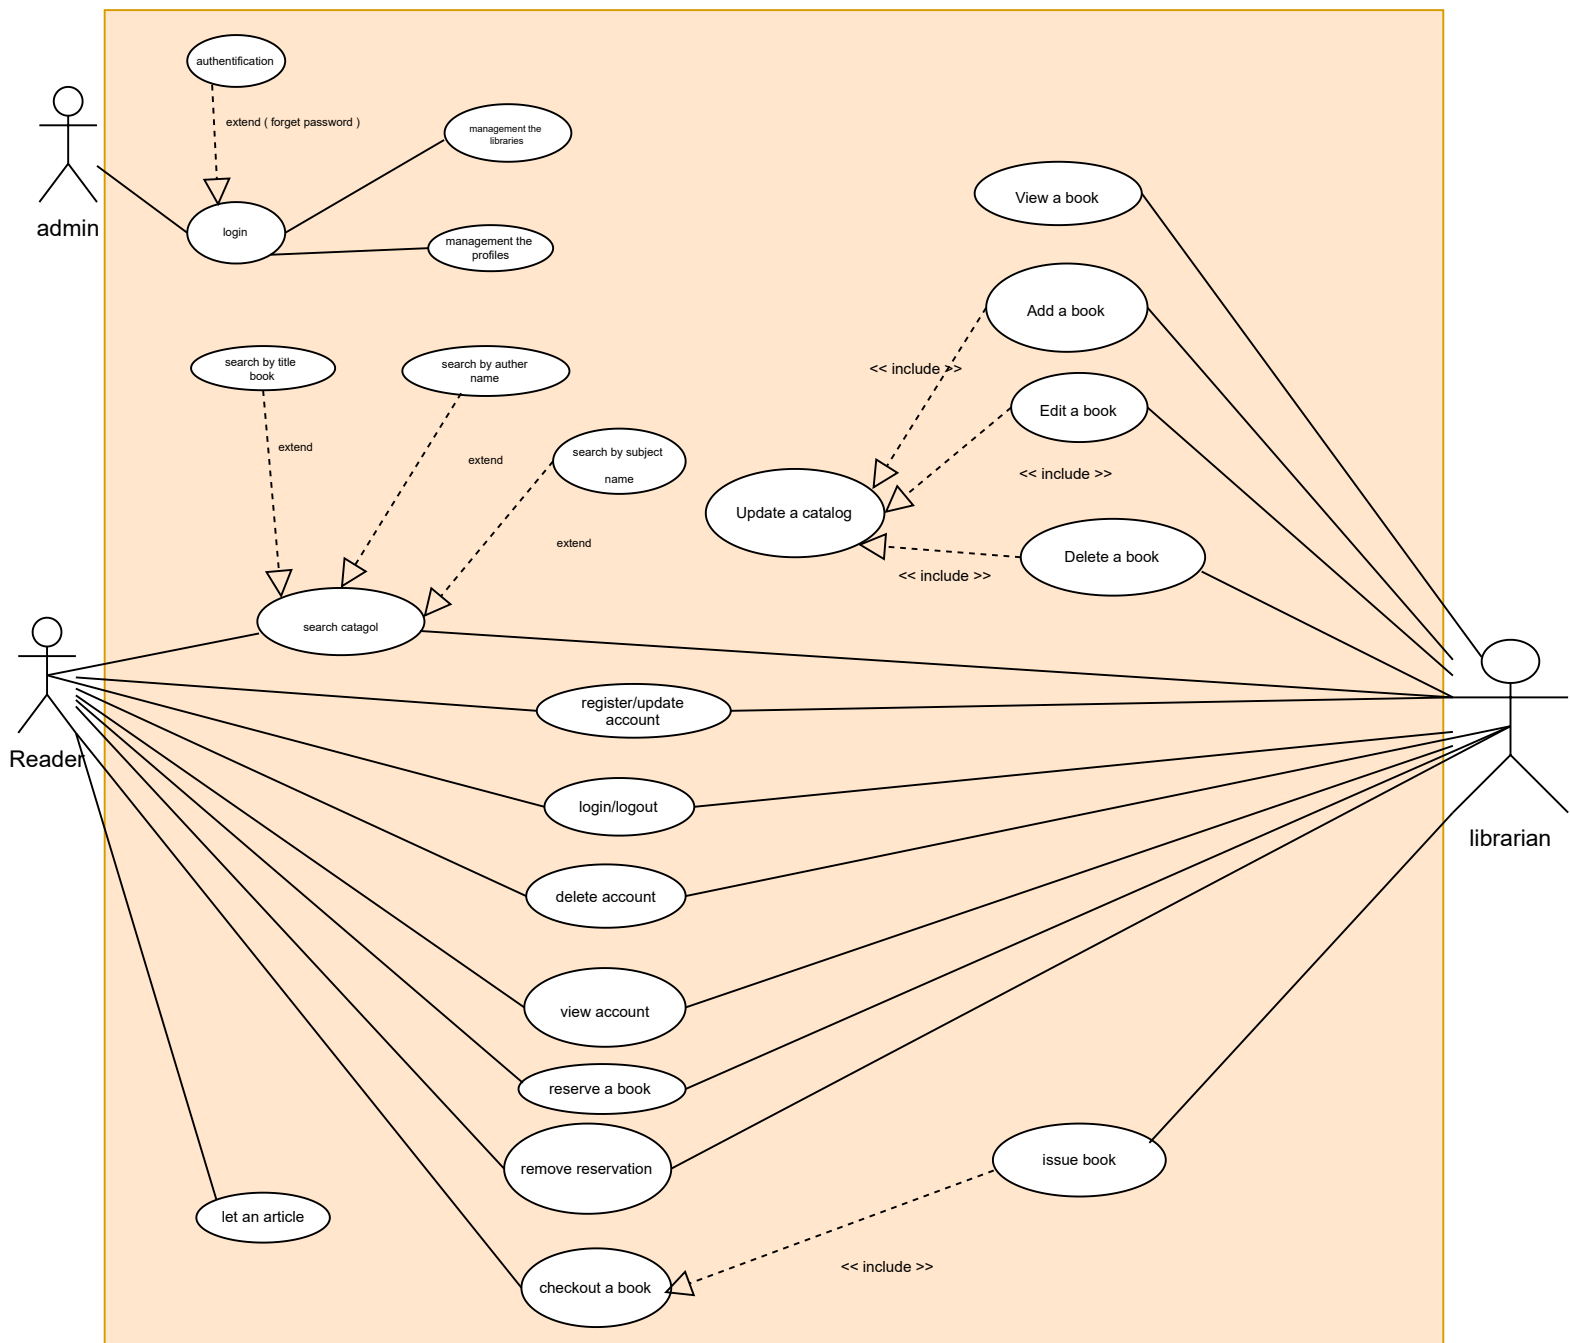 authentification
extend ( forget password )
management the
libraries
admin
login
management the
profiles
View a book
Add a book
<< include >>
search by title
book
search by auther
name
Edit a book
extend
extend
search by subject
name
<< include >>
Update a catalog
extend
Delete a book
<< include >>
search catagol
register/update
account
Reader
login/logout
librarian
delete account
view account
reserve a book
remove reservation
issue book
let an article
<< include >>
checkout a book